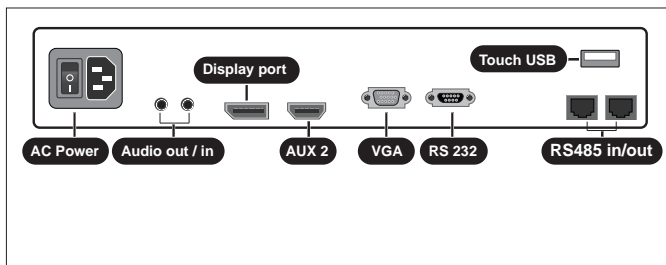 Display port
Touch USB
AC Power
Audio out / in
AUX 2
VGA
RS 232
RS485 in/out